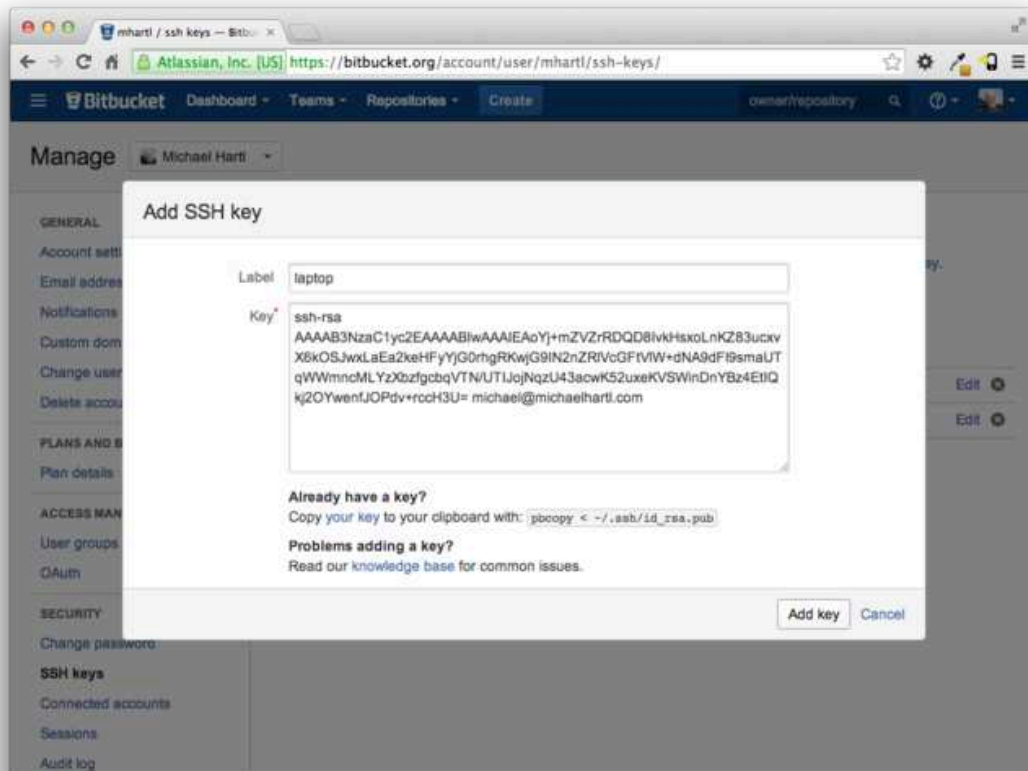 mhartl / ssh keys — Bitbu
Atlassian, Inc. [US] https://bitbucket.org/account/user/mhartl/ssh-keys/
Bitbucket Dashboard Teams Repositories Create owner/repository
Manage Michael Hartl
Add SSH key
GENERAL
Account setti
Email addres
Notifications
Custom dom
Change user
Delete accou
PLANS AND B
Plan details
ACCESS MAN
User groups
OAuth
SECURITY
Change password
SSH keys
Connected accounts
Sessions
Audit log
Label laptop
Key* ssh-rsa
michael@michaelhartl.com
Already have a key?
Copy your key to your clipboard with: pbcopy < ~/.ssh/id_rsa.pub
Problems adding a key?
Read our knowledge base for common issues.
Add key Cancel
ey.
Edit
Edit